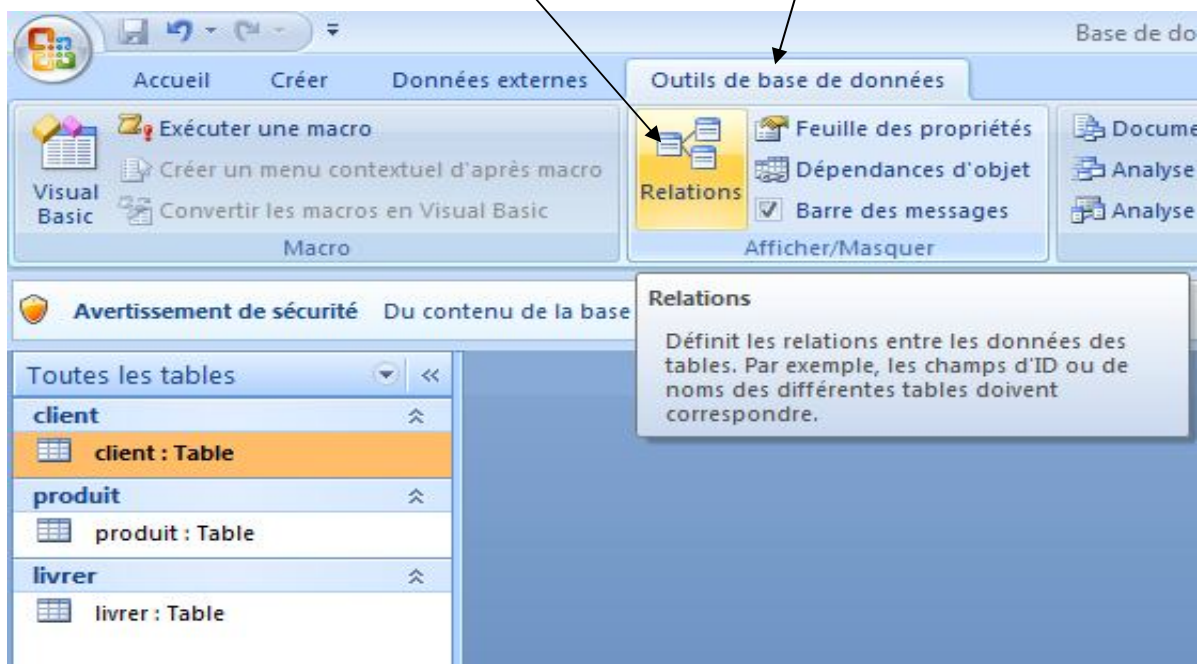 Base de do
Accueil Créer Données externes Outils de base de données
Exécuter une macro
Créer un menu contextuel d'après macro
Convertir les macros en Visual Basic
Visual
Basic
Macro
Relations
Feuille des propriétés
Dépendances d'objet
Barre des messages
Afficher/Masquer
Docume
Analyse
Analyse
Avertissement de sécurité Du contenu de la base
Relations
Définit les relations entre les données des
tables. Par exemple, les champs d'ID ou de
noms des différentes tables doivent
correspondre.
Toutes les tables
client
client : Table
produit
produit : Table
livrer
livrer : Table